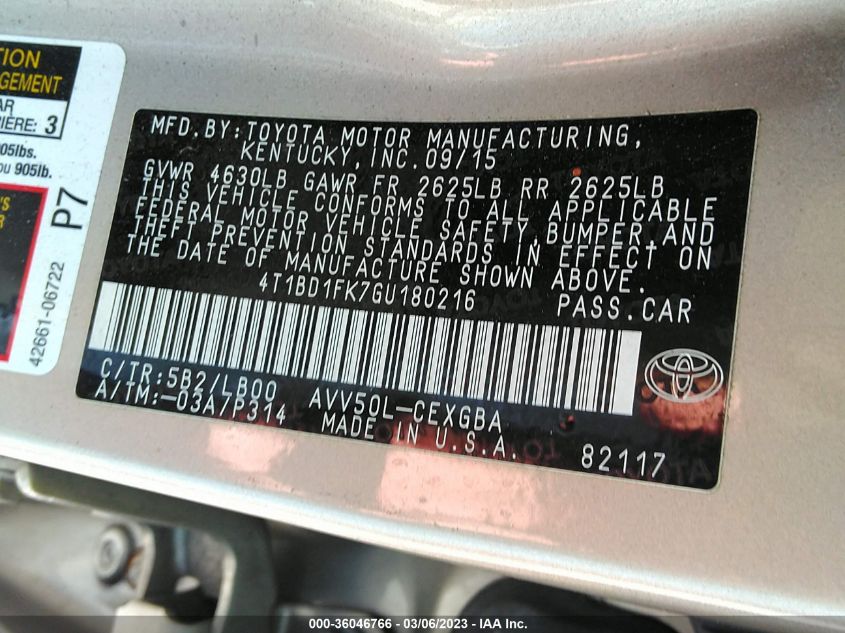 TION
GEMENT
AR
RIÈRE: 3
905lbs.
ou 905lb.
'S
R
P7
42661-06722
MFD.BY:TOYOTA MOTOR MANUFACTURING,
KENTUCKY,INC.09/15
GVWR 4630LB GAWR FR 2625LB RR 2625LB
THIS VEHICLE CONFORMS TO ALL APPLICABLE
FEDERAL MOTOR VEHICLE SAFETY,BUMPER,AND
THEFT PREVENTION STANDARDS IN EFFECT ON
THE DATE OF MANUFACTURE SHOWN ABOVE.
4T1BD1FK7GU180216 PASS.CAR
C/TR:5B2/LB00 AVV50L-CEXGBA
A/TM:-03A/P314 MADE IN U.S.A.
82117
000-36046766 - 03/06/2023 - IAA Inc.